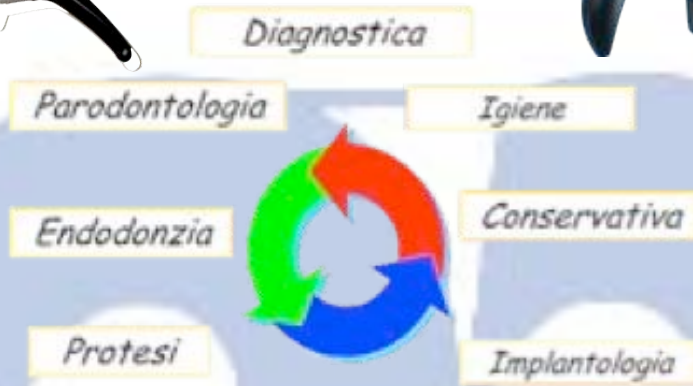 Diagnostica
Parodontologia
Igiene
Endodonzia
Conservativa
Protesi
Implantologia